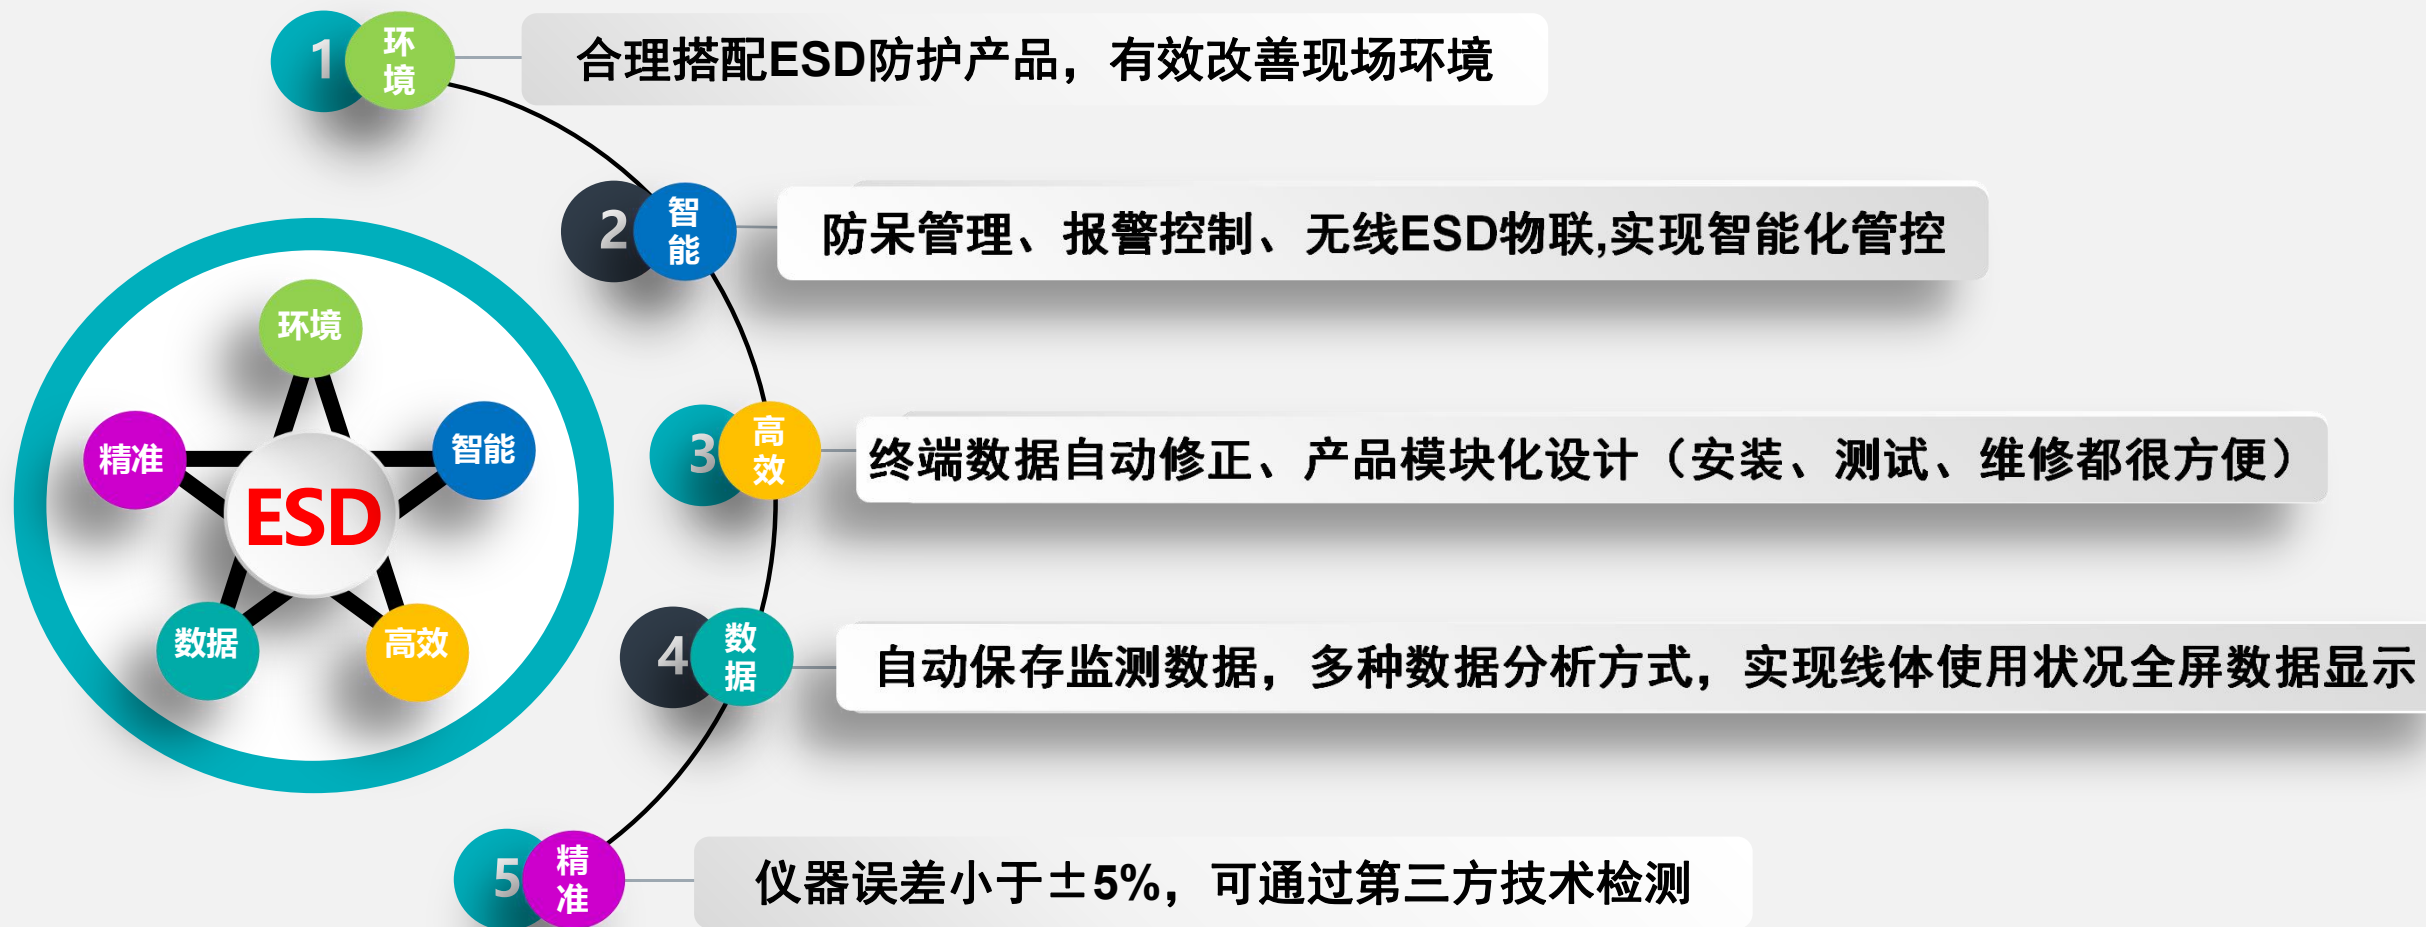 1
环
境
合理搭配ESD防护产品，有效改善现场环境
2
智
能
防呆管理、报警控制、无线ESD物联,实现智能化管控
3
高
效
终端数据自动修正、产品模块化设计（安装、测试、维修都很方便）
4
数
据
自动保存监测数据，多种数据分析方式，实现线体使用状况全屏数据显示
5
精
准
仪器误差小于±5%，可通过第三方技术检测
环境
精准
智能
ESD
数据
高效